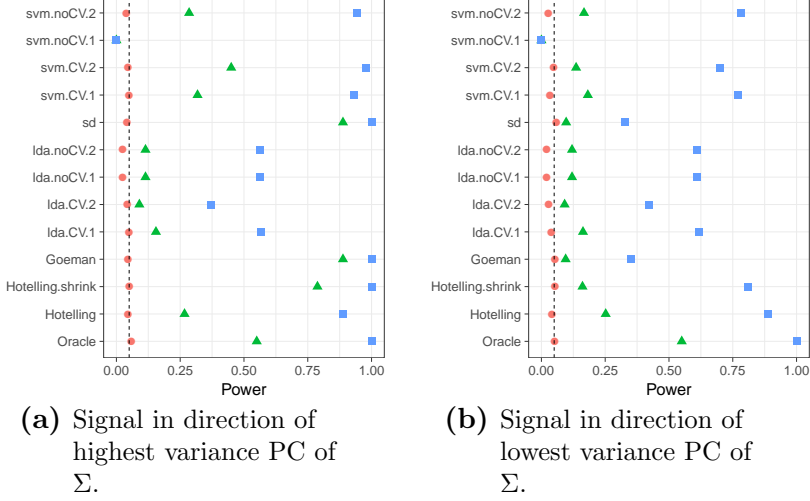 svm.noCV.2
svm.noCV.1
svm.CV.2
svm.CV.1
sd
lda.noCV.2
lda.noCV.1
lda.CV.2
lda.CV.1
Goeman
Hotelling.shrink
Hotelling
Oracle
0.00 0.25 0.50 0.75 1.00
Power
(a) Signal in direction of
highest variance PC of
Σ.
svm.noCV.2
svm.noCV.1
svm.CV.2
svm.CV.1
sd
lda.noCV.2
lda.noCV.1
lda.CV.2
lda.CV.1
Goeman
Hotelling.shrink
Hotelling
Oracle
0.00 0.25 0.50 0.75 1.00
Power
(b) Signal in direction of
lowest variance PC of
Σ.